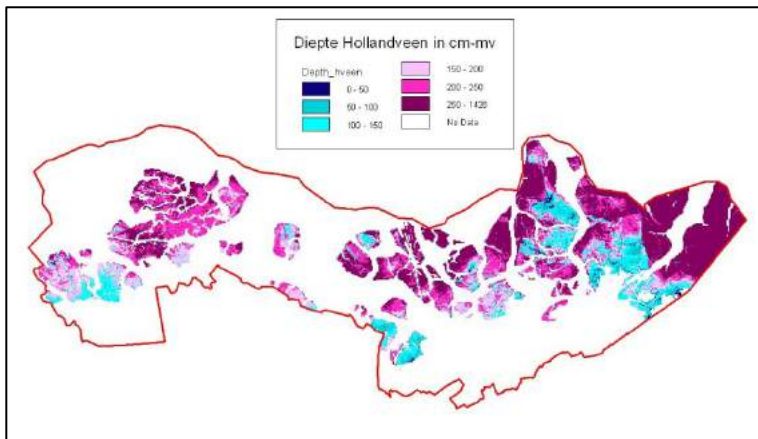 Diepte Hollandveen in cm-mv
Depth_hveen
0 - 50
50 - 100
100 - 150
150 - 200
200 - 250
250 - 1428
No Data